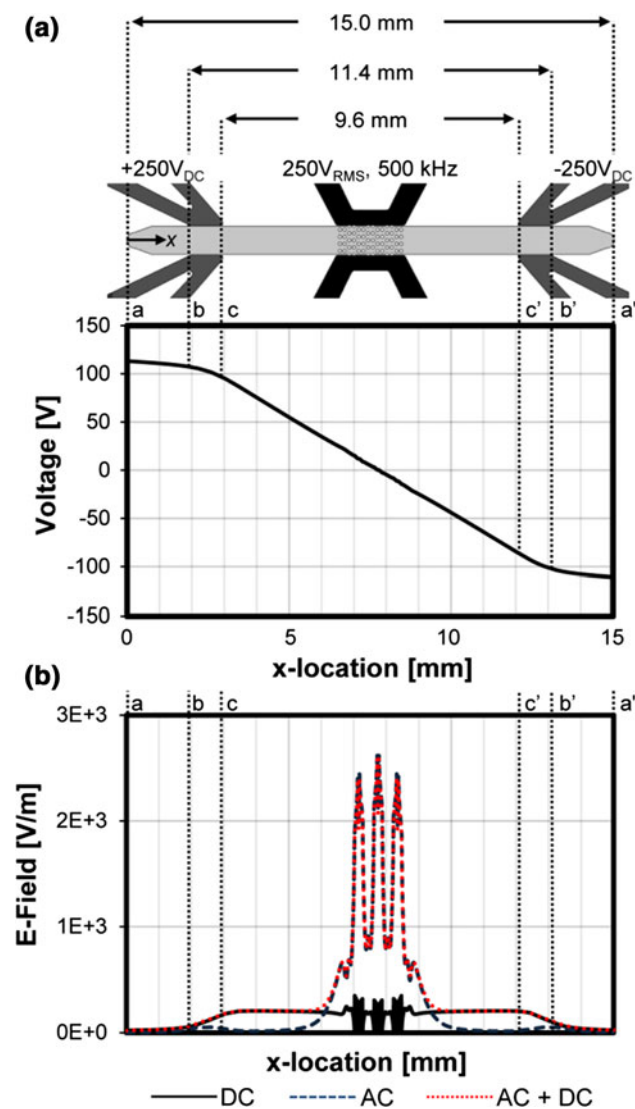 (a)
15.0 mm
11.4 mm
9.6 mm
+250V_DC 250V_RMS, 500 kHz -250V_DC
x
a b c c' b' a'
150
100
50
0
-50
-100
-150
Voltage [V]
0 5 10 15
x-location [mm]
(b)
a b c c' b' a'
3E+3
2E+3
1E+3
0E+0
E-Field [V/m]
x-location [mm]
DC AC AC + DC